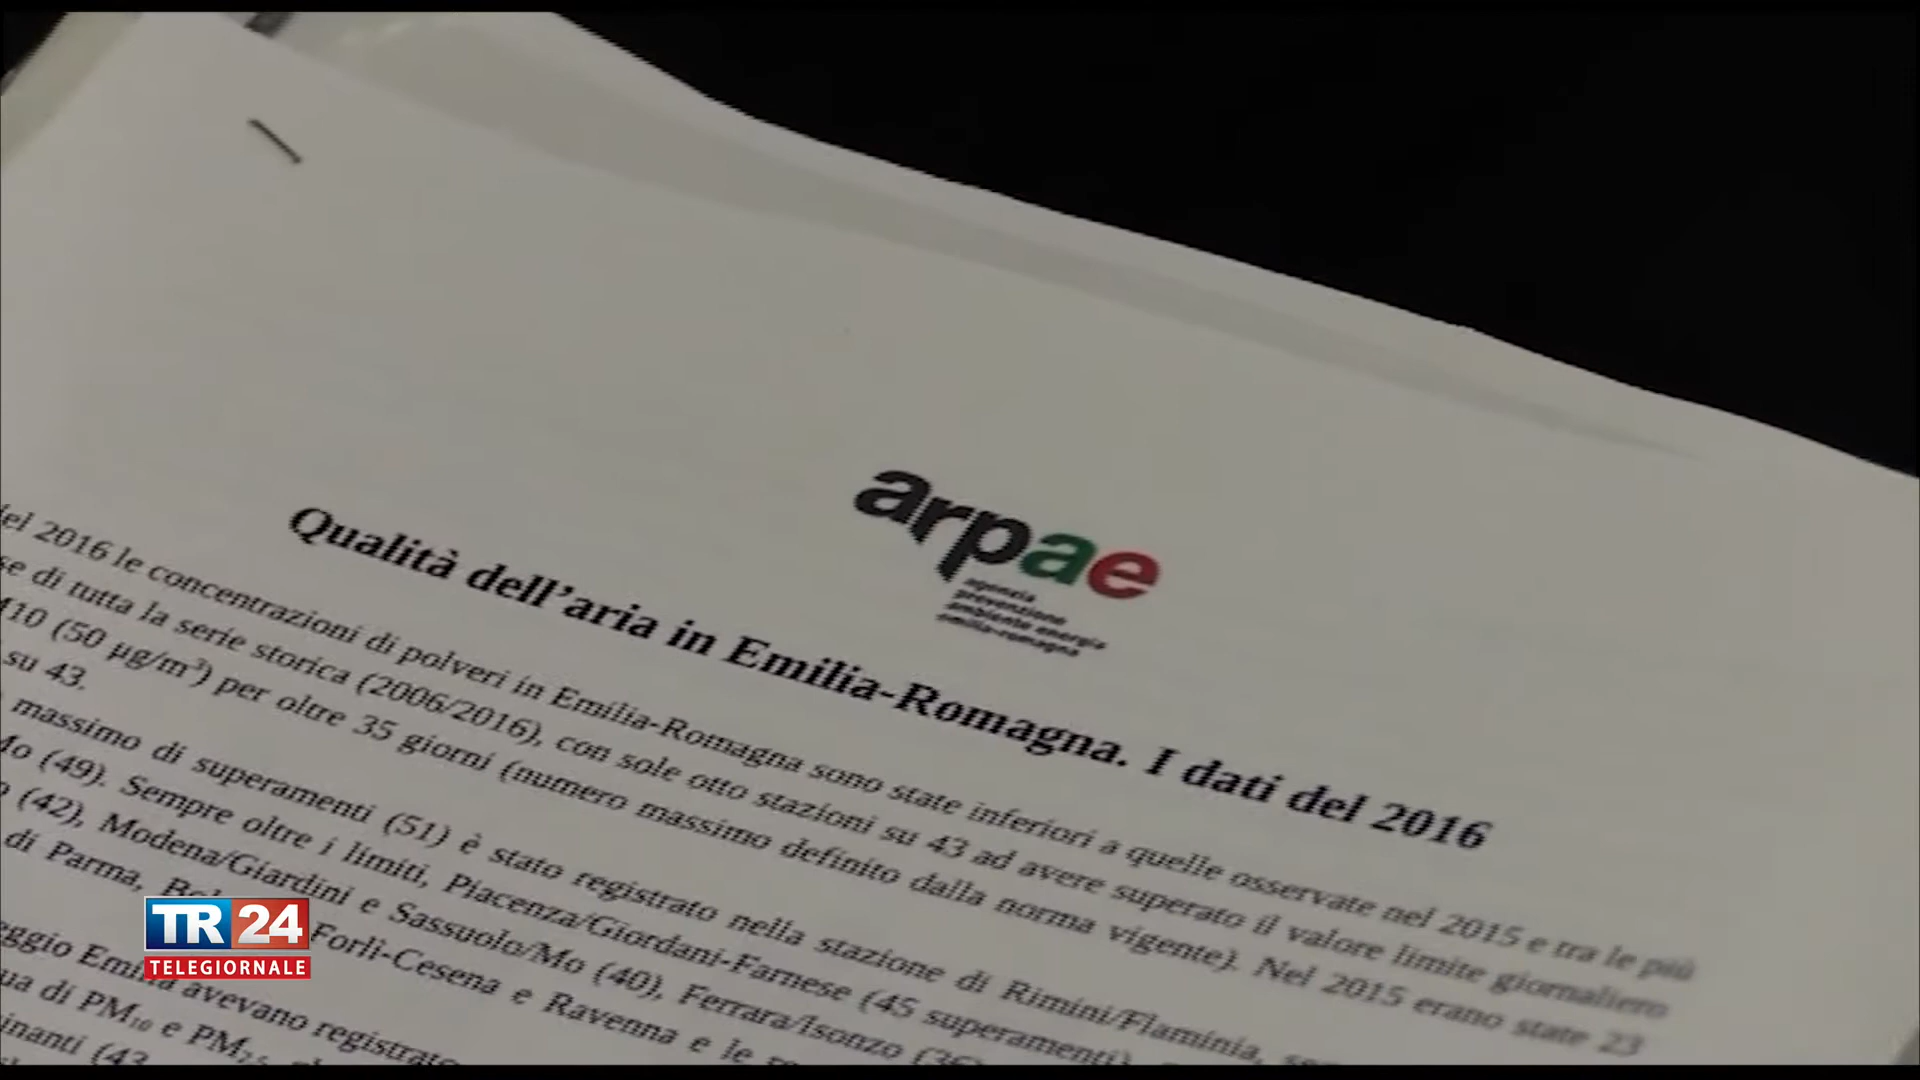 arpae
agenzia
prevenzione
ambiente energia
emilia-romagna
Qualità dell'aria in Emilia-Romagna. I dati del 2016
del 2016 le concentrazioni di polveri in Emilia-Romagna sono state inferiori a quelle osservate nel 2015 e tra le più
se di tutta la serie storica (2006/2016), con sole otto stazioni su 43 ad avere superato il valore limite giornaliero
M10 (50 µg/m³) per oltre 35 giorni (numero massimo definito dalla norma vigente). Nel 2015 erano state 23
su 43.
massimo di superamenti (51) è stato registrato nella stazione di Rimini/Flaminia,
Mo (49). Sempre oltre i limiti, Piacenza/Giordani-Farnese (45 superamenti),
(42), Modena/Giardini e Sassuolo/Mo (40), Ferrara/Isonzo (36)
di Parma, Forlì-Cesena e Ravenna e le
eggio Emilia avevano registrato
ua di PM10 e PM2,5
inanti (43
TR 24
TELEGIORNALE